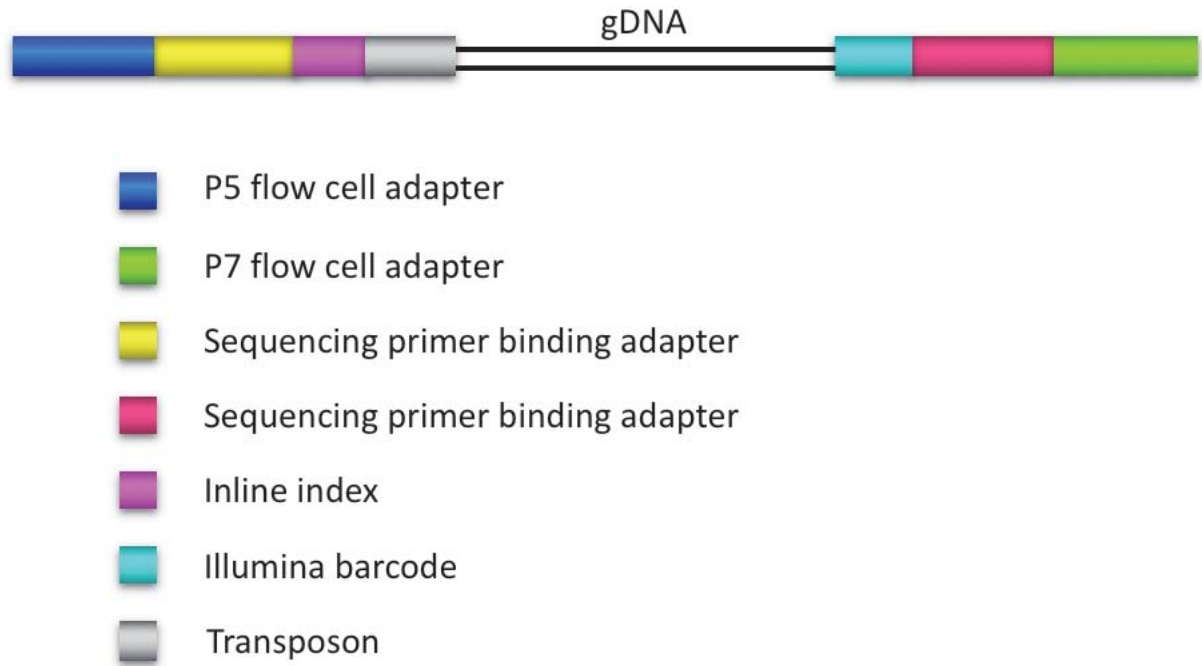 gDNA
P5 flow cell adapter
P7 flow cell adapter
Sequencing primer binding adapter
Sequencing primer binding adapter
Inline index
Illumina barcode
Transposon